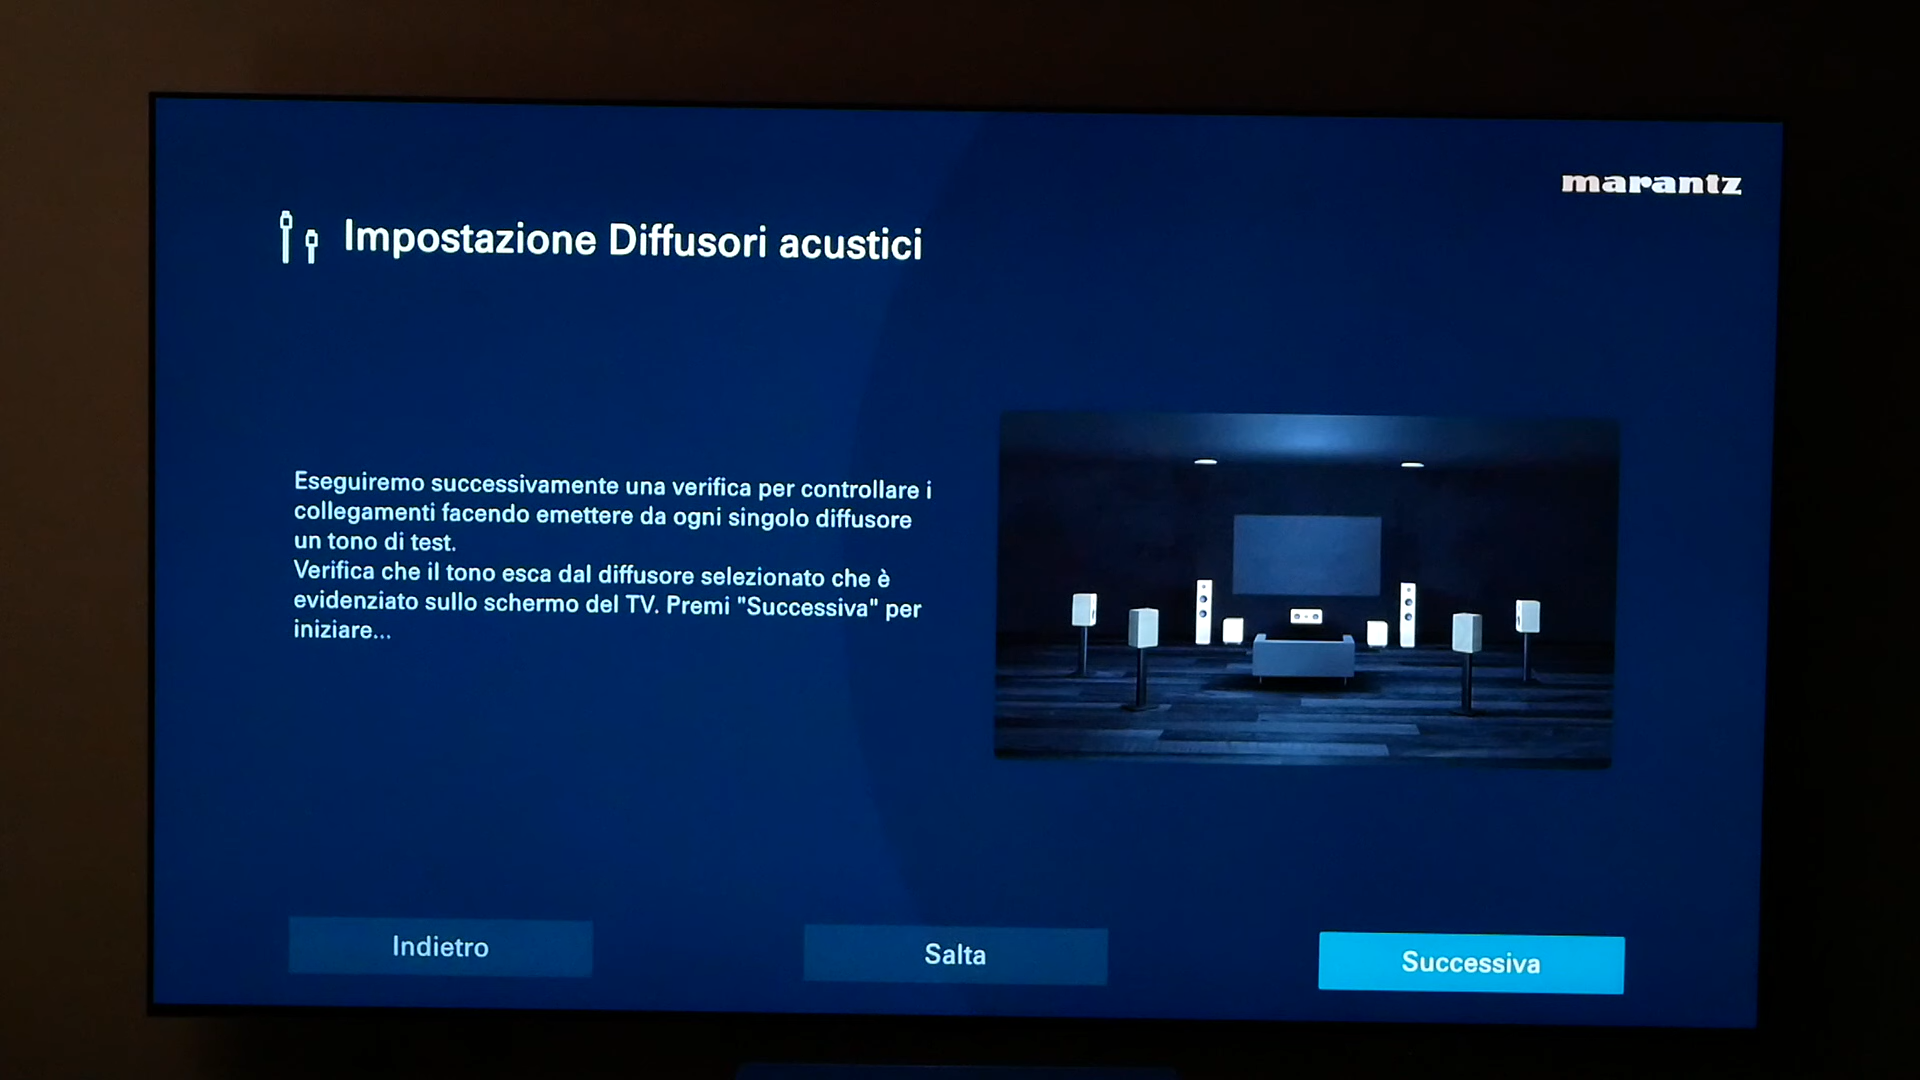 marantz
Impostazione Diffusori acustici
Eseguiremo successivamente una verifica per controllare i
collegamenti facendo emettere da ogni singolo diffusore
un tono di test.
Verifica che il tono esca dal diffusore selezionato che è
evidenziato sullo schermo del TV. Premi "Successiva" per
iniziare...
Indietro
Salta
Successiva